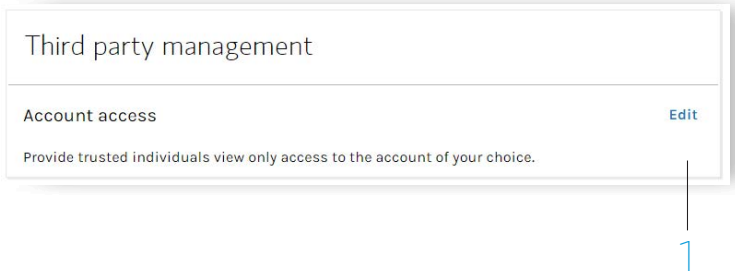 Third party management
Account access
Edit
Provide trusted individuals view only access to the account of your choice.
1